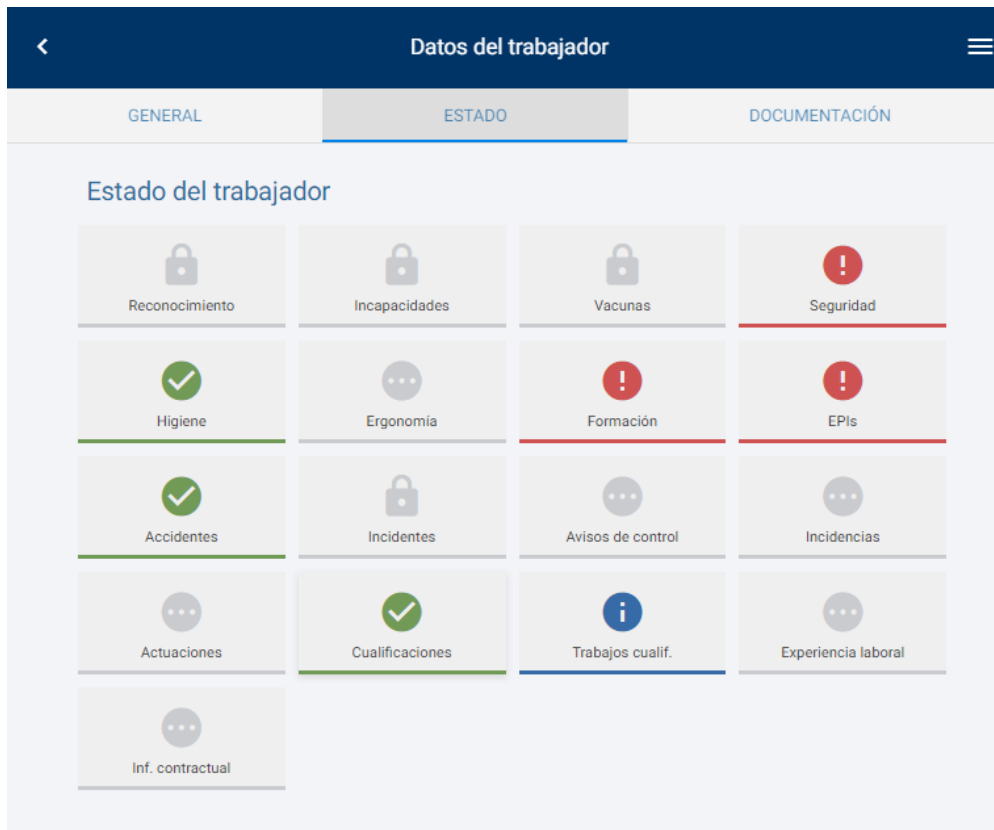 Datos del trabajador
GENERAL ESTADO DOCUMENTACIÓN
Estado del trabajador
Reconocimiento Incapacidades Vacunas Seguridad
Higiene Ergonomía Formación EPIs
Accidentes Incidentes Avisos de control Incidencias
Actuaciones Cualificaciones Trabajos cualif. Experiencia laboral
Inf. contractual